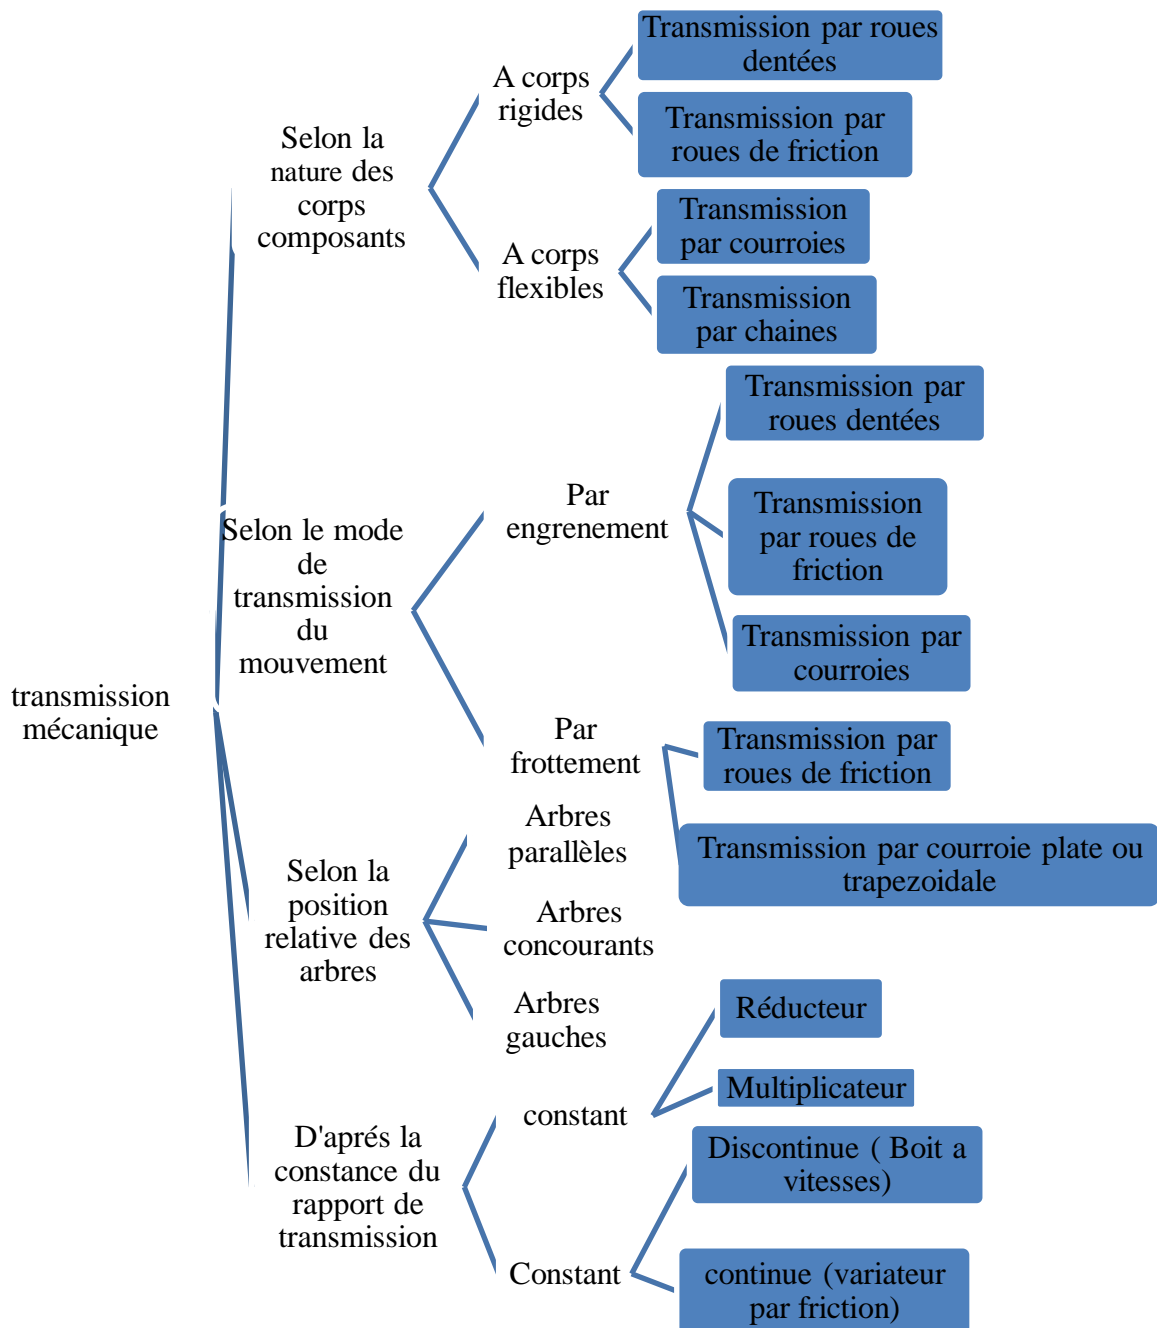 transmission
mécanique
Selon la
nature des
corps
composants
A corps
rigides
Transmission par roues
dentées
Transmission par
roues de friction
A corps
flexibles
Transmission
par courroies
Transmission
par chaines
Selon le mode
de
transmission
du
mouvement
Par
engrenement
Transmission par
roues dentées
Transmission
par roues de
friction
Transmission par
courroies
Par
frottement
Transmission par
roues de friction
Transmission par courroie plate ou
trapezoidale
Selon la
position
relative des
arbres
Arbres
parallèles
Arbres
concourants
Arbres
gauches
D'aprés la
constance du
rapport de
transmission
constant
Réducteur
Multiplicateur
Constant
Discontinue ( Boit a
vitesses)
continue (variateur
par friction)